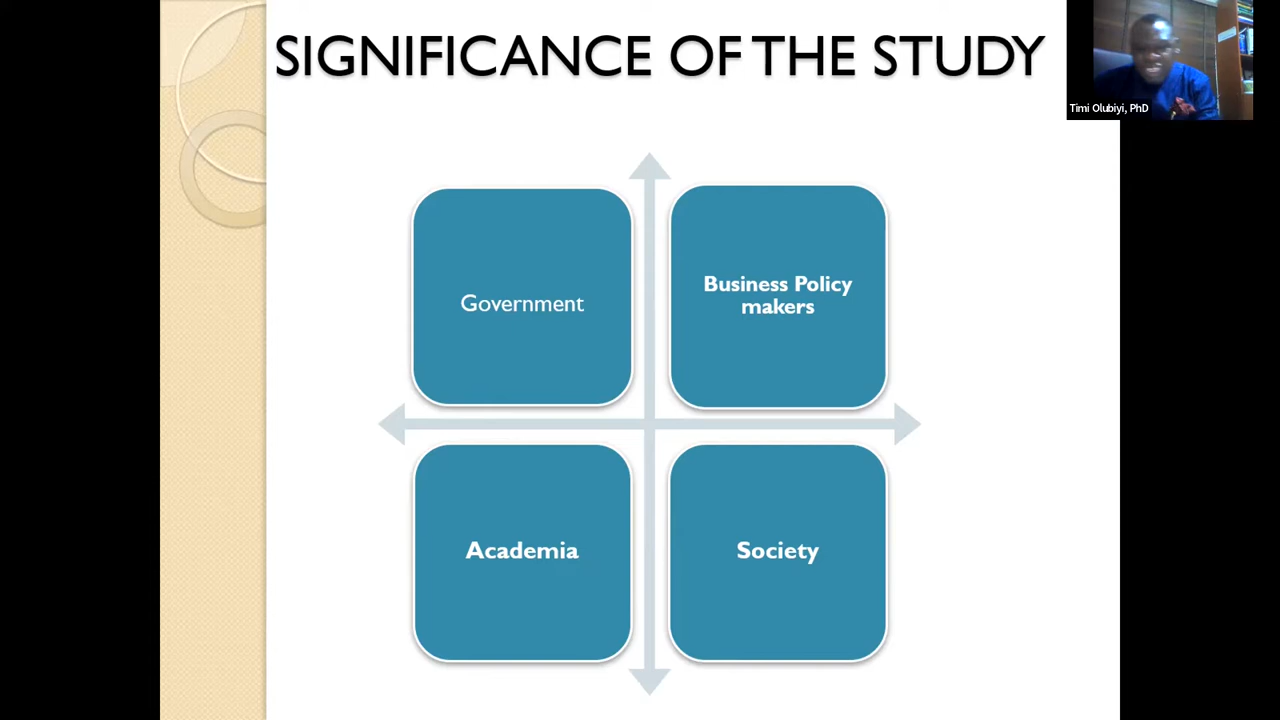 SIGNIFICANCE OF THE STUDY
Timi Olubiyi, PhD
Government
Business Policy
makers
Academia
Society